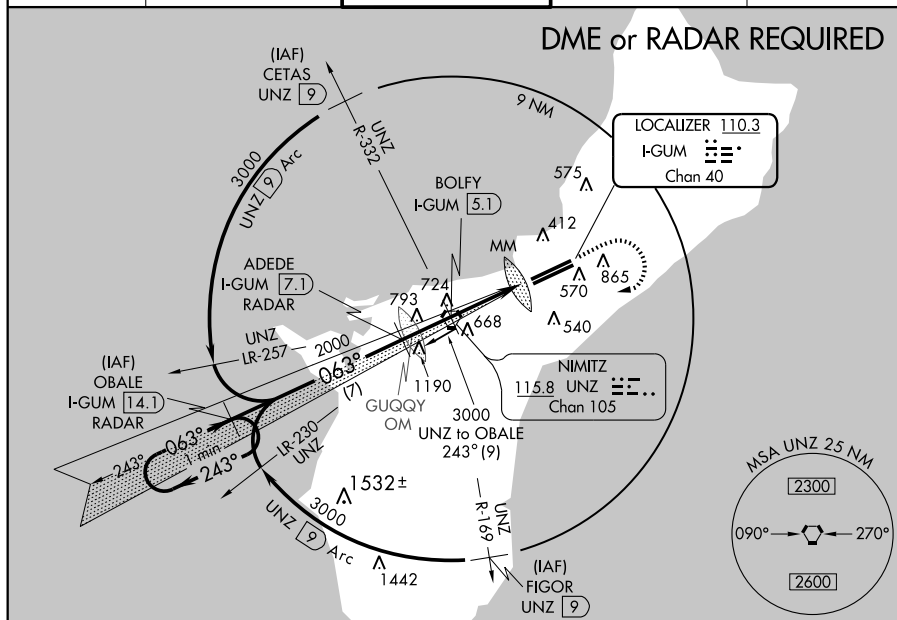 DME or RADAR REQUIRED
(IAF)
CETAS
UNZ 9
9 NM
UNZ
R-332
LOCALIZER 110.3
I-GUM
Chan 40
3000
UNZ 9 Arc
BOLFY
I-GUM 5.1
575
412
MM
ADEDE
I-GUM 7.1
RADAR
724
793
865
570
668
540
UNZ
LR-257
2000
063°
(7)
(IAF)
OBALE
I-GUM 14.1
RADAR
1190
GUQQY
OM
NIMITZ
115.8 UNZ
Chan 105
3000
UNZ to OBALE
243° (9)
LR-230
UNZ
063°
1 min
243°
243°
1532±
3000
UNZ 9 Arc
1442
UNZ
R-169
(IAF)
FIGOR
UNZ 9
MSA UNZ 25 NM
2300
090°
270°
2600